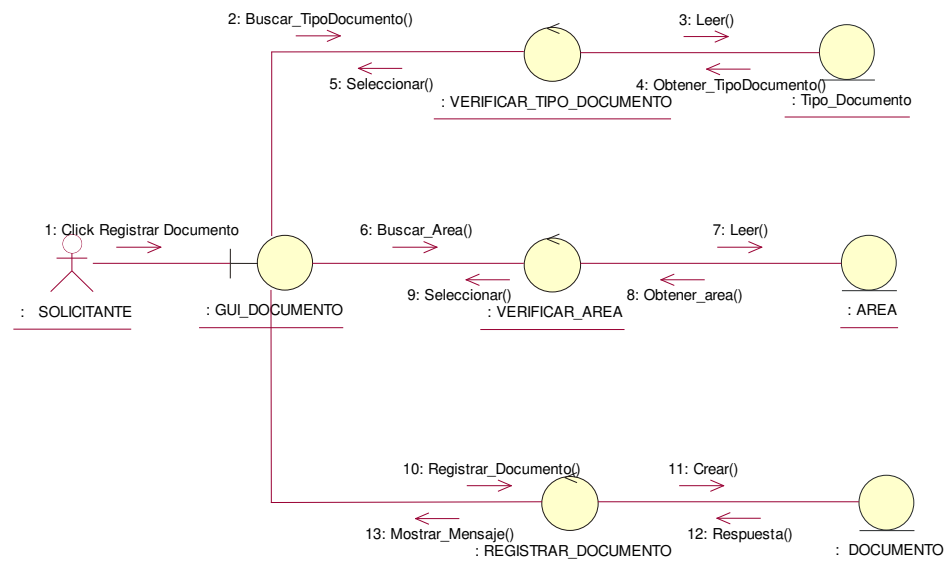 2: Buscar_TipoDocumento()
3: Leer()
5: Seleccionar()
4: Obtener_TipoDocumento()
: VERIFICAR_TIPO_DOCUMENTO
: Tipo_Documento
1: Click Registrar Documento
6: Buscar_Area()
7: Leer()
9: Seleccionar()
8: Obtener_area()
: SOLICITANTE
: GUI_DOCUMENTO
: VERIFICAR_AREA
: AREA
10: Registrar_Documento()
11: Crear()
13: Mostrar_Mensaje()
12: Respuesta()
: REGISTRAR_DOCUMENTO
: DOCUMENTO